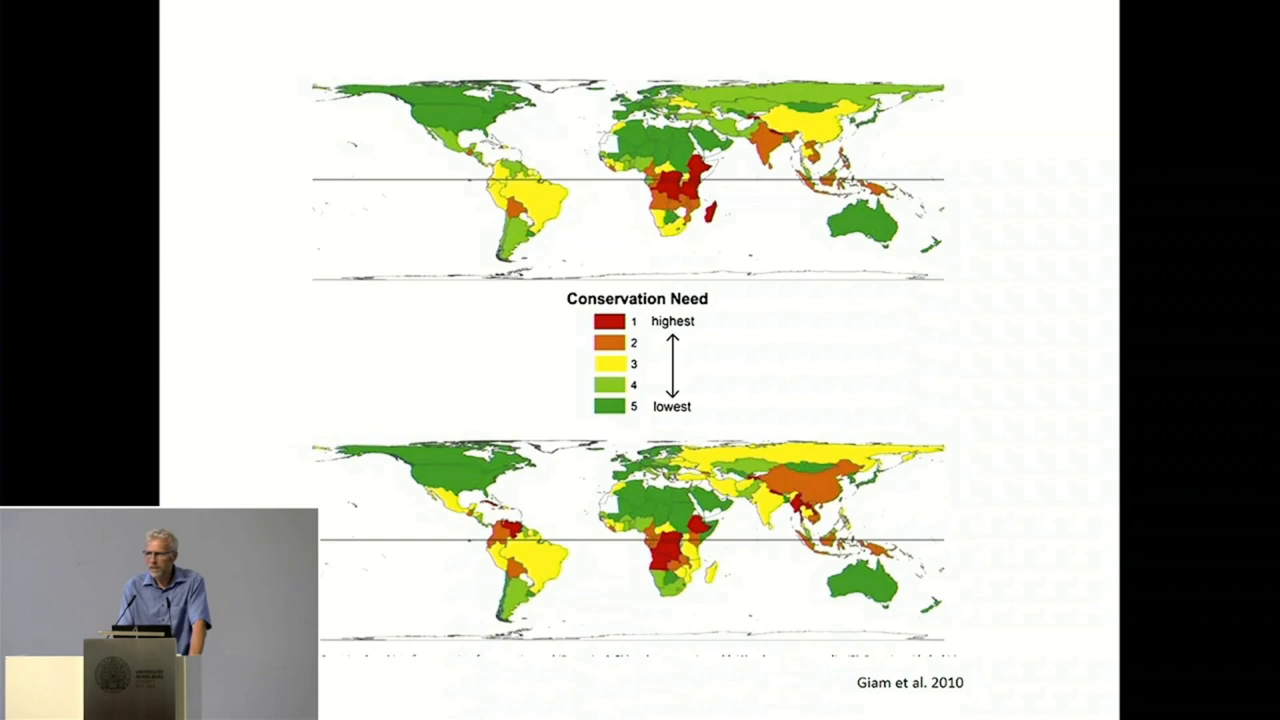 Conservation Need
1 highest
2
3
4
5 lowest
Giam et al. 2010